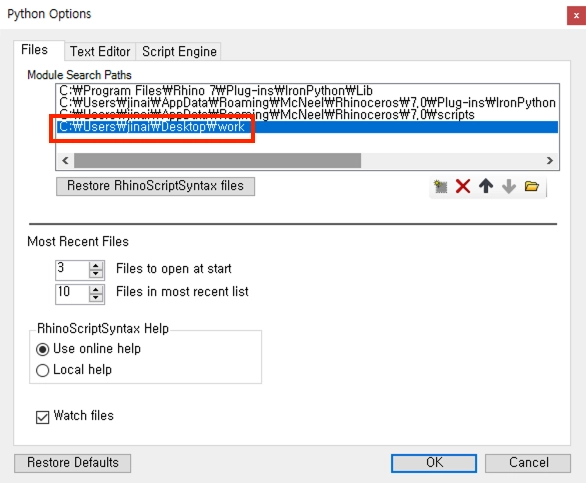 Python Options
Files
Text Editor
Script Engine
Module Search Paths
C:₩Program Files₩Rhino 7₩Plug-ins₩IronPython₩Lib
C:₩Users₩jinai₩AppData₩Roaming₩McNeel₩Rhinoceros₩7,0₩Plug-ins₩IronPython
C:₩Users₩jinai₩AppData₩Roaming₩McNeel₩Rhinoceros₩7,0₩scripts
C:₩Users₩jinai₩Desktop₩work
Restore RhinoScriptSyntax files
Most Recent Files
3 Files to open at start
10 Files in most recent list
RhinoScriptSyntax Help
Use online help
Local help
Watch files
Restore Defaults
OK
Cancel